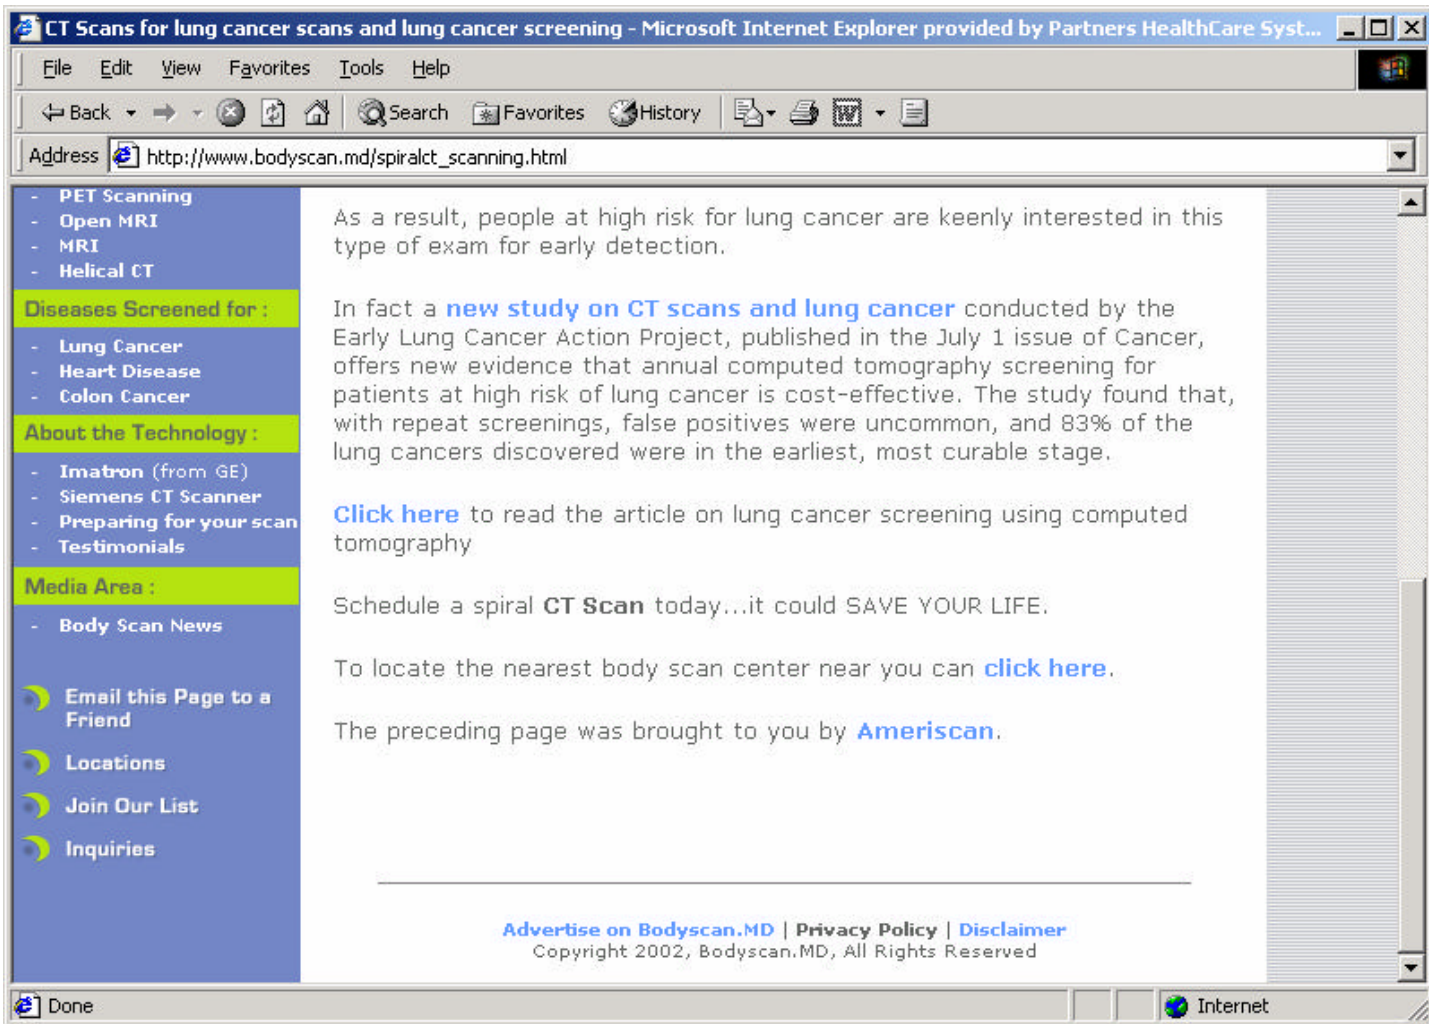 CT Scans for lung cancer scans and lung cancer screening - Microsoft Internet Explorer provided by Partners HealthCare Syst...
File Edit View Favorites Tools Help
Back Search Favorites History
Address http://www.bodyscan.md/spiralct_scanning.html
- PET Scanning
- Open MRI
- MRI
- Helical CT
Diseases Screened for :
- Lung Cancer
- Heart Disease
- Colon Cancer
About the Technology :
- Imatron (from GE)
- Siemens CT Scanner
- Preparing for your scan
- Testimonials
Media Area :
- Body Scan News
Email this Page to a
Friend
Locations
Join Our List
Inquiries
As a result, people at high risk for lung cancer are keenly interested in this
type of exam for early detection.
In fact a new study on CT scans and lung cancer conducted by the
Early Lung Cancer Action Project, published in the July 1 issue of Cancer,
offers new evidence that annual computed tomography screening for
patients at high risk of lung cancer is cost-effective. The study found that,
with repeat screenings, false positives were uncommon, and 83% of the
lung cancers discovered were in the earliest, most curable stage.
Click here to read the article on lung cancer screening using computed
tomography
Schedule a spiral CT Scan today...it could SAVE YOUR LIFE.
To locate the nearest body scan center near you can click here.
The preceding page was brought to you by Ameriscan.
Advertise on Bodyscan.MD | Privacy Policy | Disclaimer
Copyright 2002, Bodyscan.MD, All Rights Reserved
Done Internet